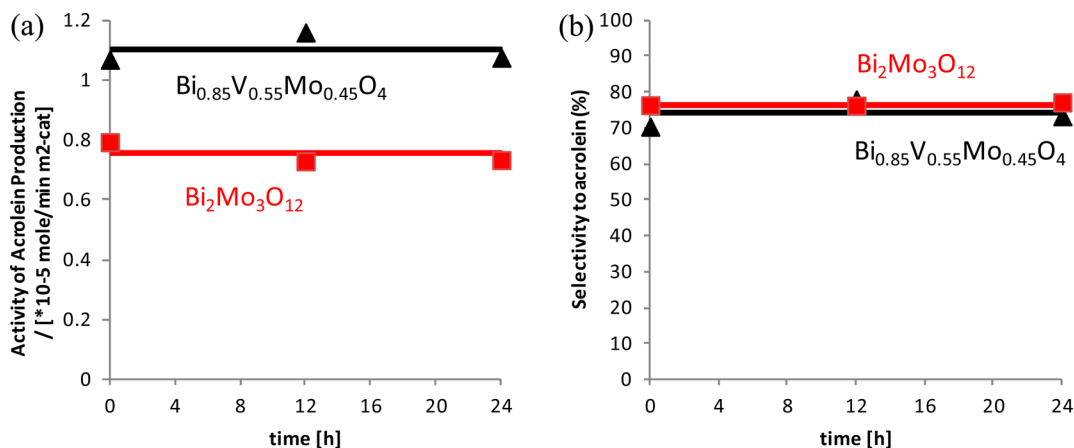 (a)
Activity of Acrolein Production
/ [*10-5 mole/min m2-cat]
1.2
1
0.8
0.6
0.4
0.2
0
Bi0.85V0.55Mo0.45O4
Bi2Mo3O12
0 4 8 12 16 20 24
time [h]
(b)
Selectivity to acrolein (%)
100
90
80
70
60
50
40
30
20
10
0
Bi2Mo3O12
Bi0.85V0.55Mo0.45O4
0 4 8 12 16 20 24
time [h]